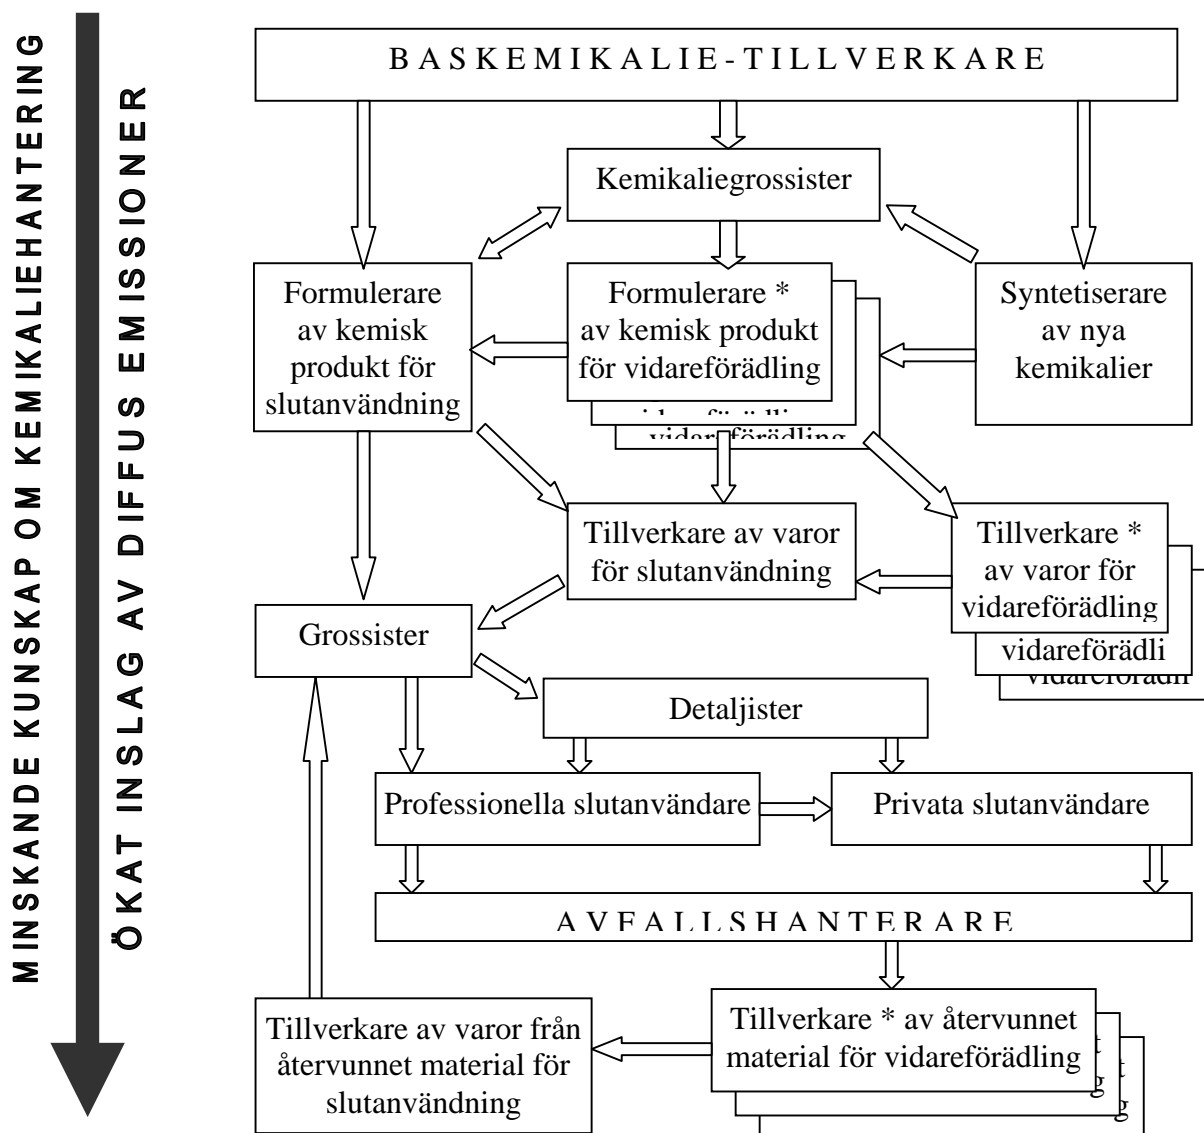 MINSKANDE KUNSKAP OM KEMIKALIEHANTERING
ÖKAT INSLAG AV DIFFUS EMISSIONER
BASKEMIKALIE-TILLVERKARE
Kemikaliegrossister
Formulerare
av kemisk
produkt för
slutanvändning
Formulerare *
av kemisk produkt
för vidareförädling
vidareförädling
vidareförädling
Syntetiserare
av nya
kemikalier
Tillverkare av varor
för slutanvändning
Tillverkare *
av varor för
vidareförädling
vidareförädli
vidareförädli
Grossister
Detaljister
Professionella slutanvändare
Privata slutanvändare
AVFALLSHANTERARE
Tillverkare av varor från
återvunnet material för
slutanvändning
Tillverkare * av återvunnet
material för vidareförädling
t
g
t
g